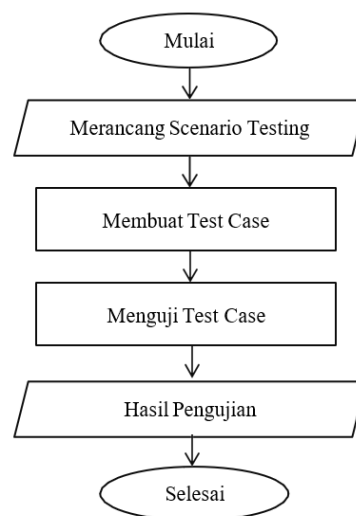 Mulai
Merancang Scenario Testing
Membuat Test Case
Menguji Test Case
Hasil Pengujian
Selesai